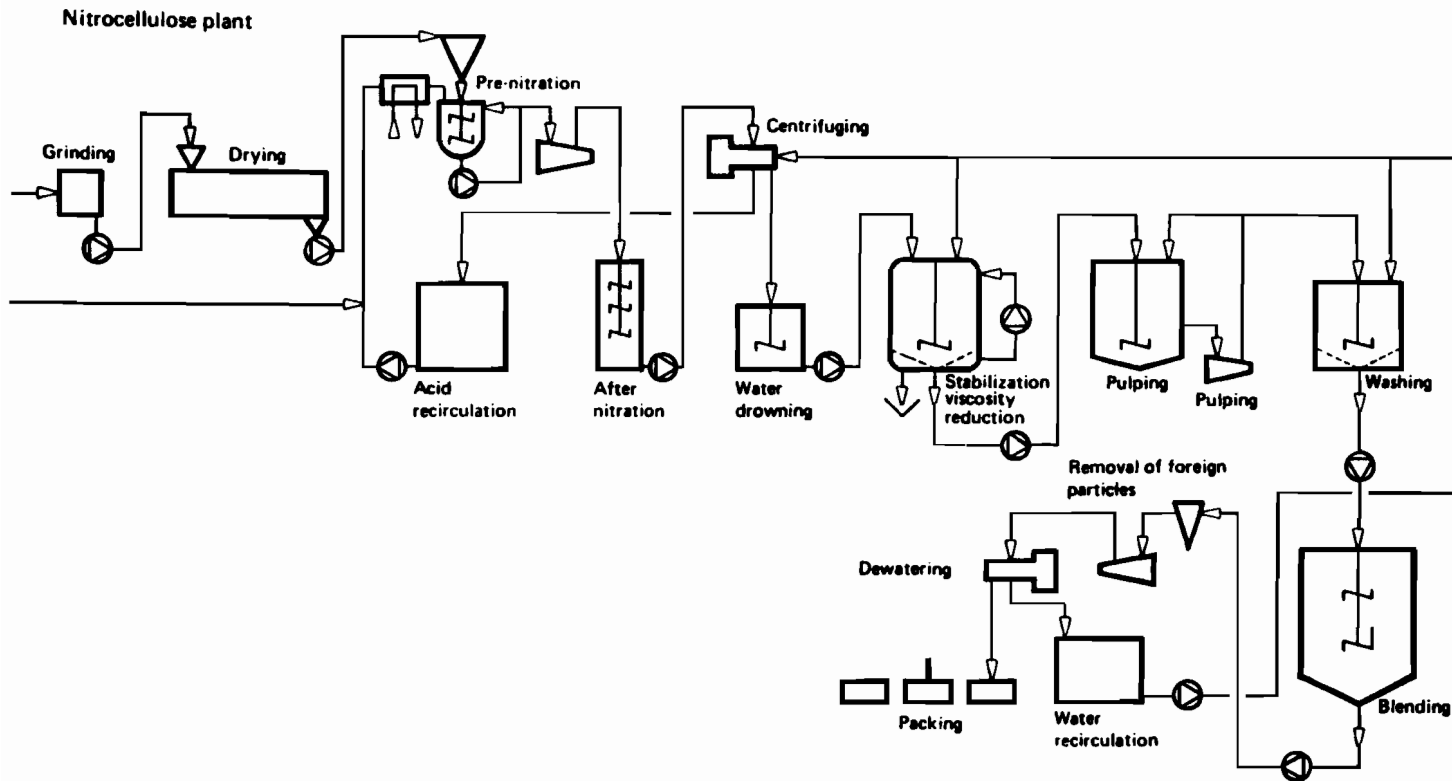 Nitrocellulose plant
Pre-nitration
Grinding
Drying
Centrifuging
Acid
recirculation
After
nitration
Water
drowning
Stabilization
viscosity
reduction
Pulping
Pulping
Washing
Removal of foreign
particles
Dewatering
Packing
Water
recirculation
Blending